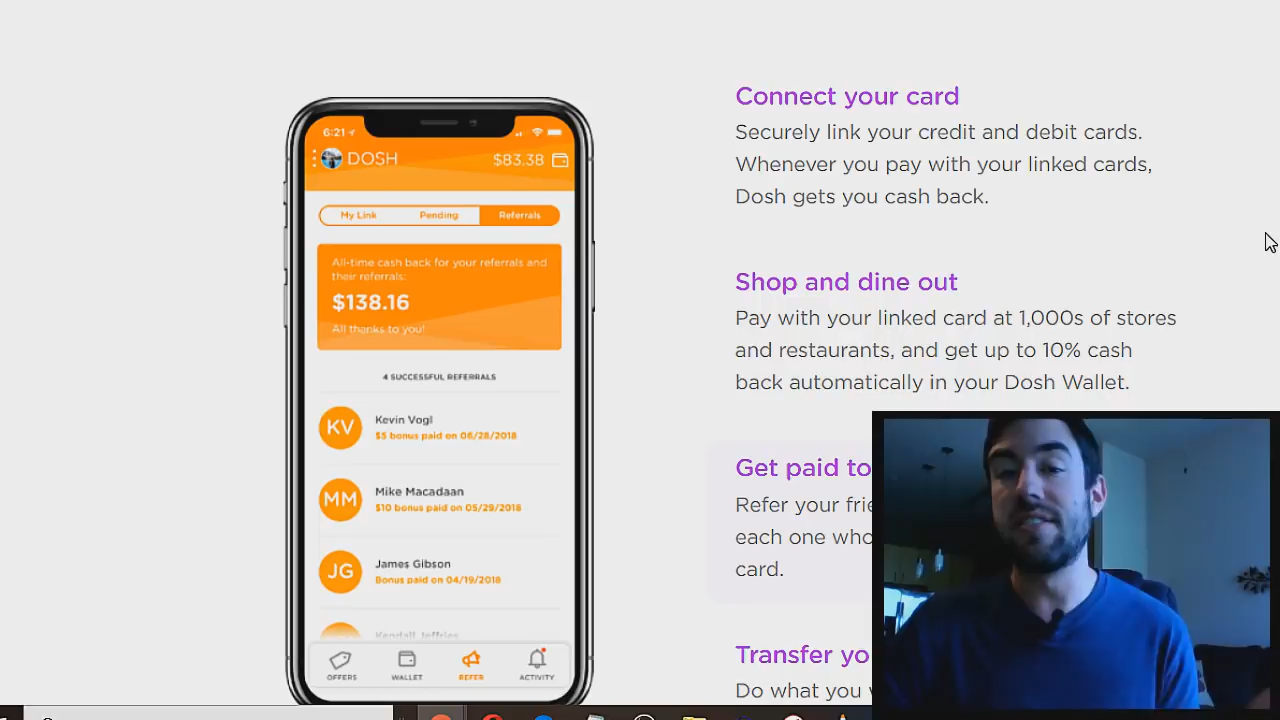 6:21
DOSH
$83.38
My Link
Pending
Referrals
All-time cash back for your referrals and
their referrals:
$138.16
All thanks to you!
4 SUCCESSFUL REFERRALS
KV
Kevin Vogl
$5 bonus paid on 06/28/2018
MM
Mike Macadaan
$10 bonus paid on 05/29/2018
JG
James Gibson
Bonus paid on 04/19/2018
Kendall Jeffries
OFFERS
WALLET
REFER
ACTIVITY
Connect your card
Securely link your credit and debit cards.
Whenever you pay with your linked cards,
Dosh gets you cash back.
Shop and dine out
Pay with your linked card at 1,000s of stores
and restaurants, and get up to 10% cash
back automatically in your Dosh Wallet.
Get paid to
Refer your frie
each one who
card.
Transfer yo
Do what you